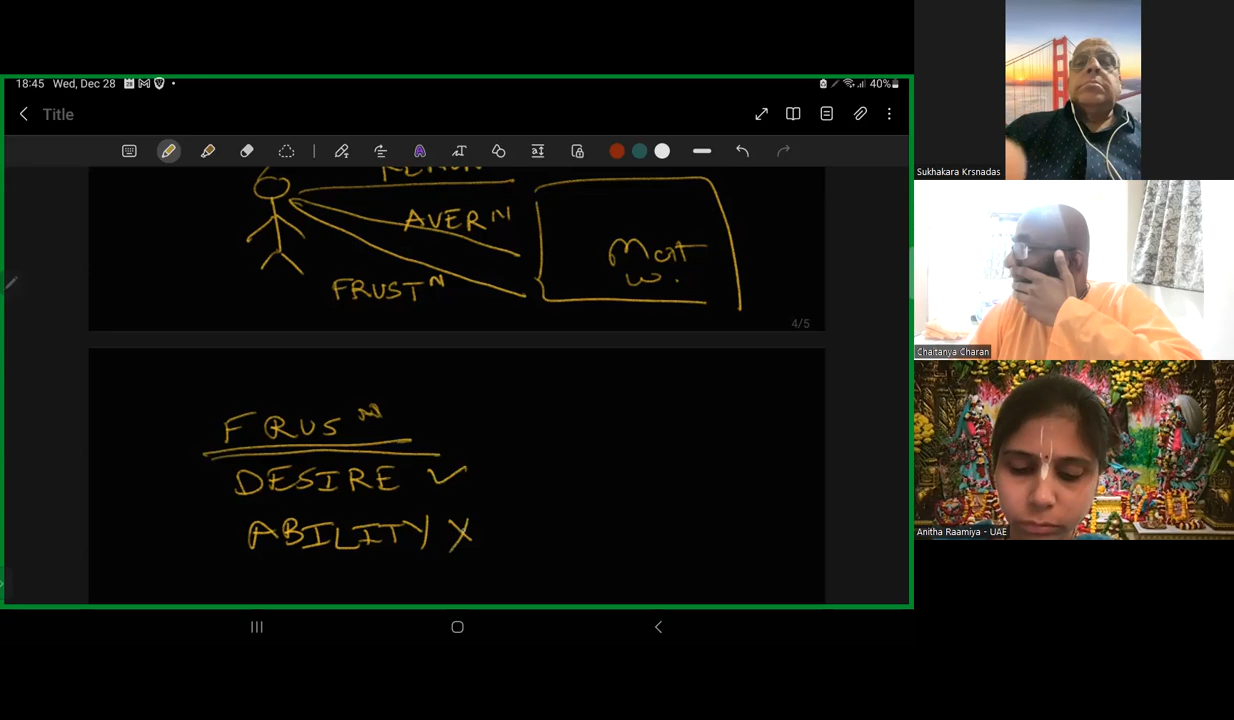 18:45 Wed, Dec 28
40%
Title
AVERᴺ
FRUSTᴺ
Mat
w.
4/5
FRUSᴺ
DESIRE ✓
ABILITY X
Sukhakara Krsnadas
Chaitanya Charan
Anitha Raamiya - UAE